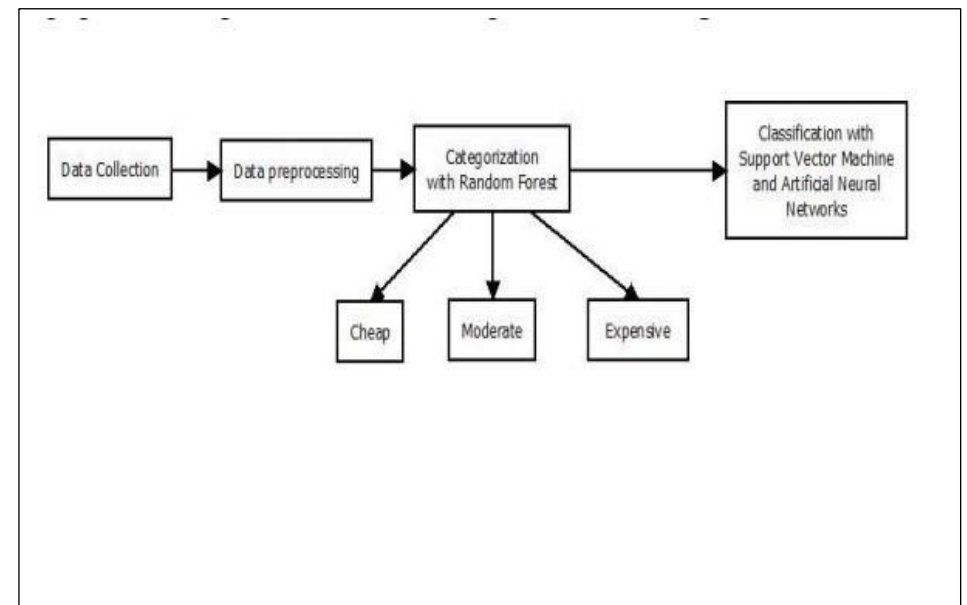 Data Collection
Data preprocessing
Categorization
with Random Forest
Classification with
Support Vector Machine
and Artificial Neural
Networks
Cheap
Moderate
Expensive